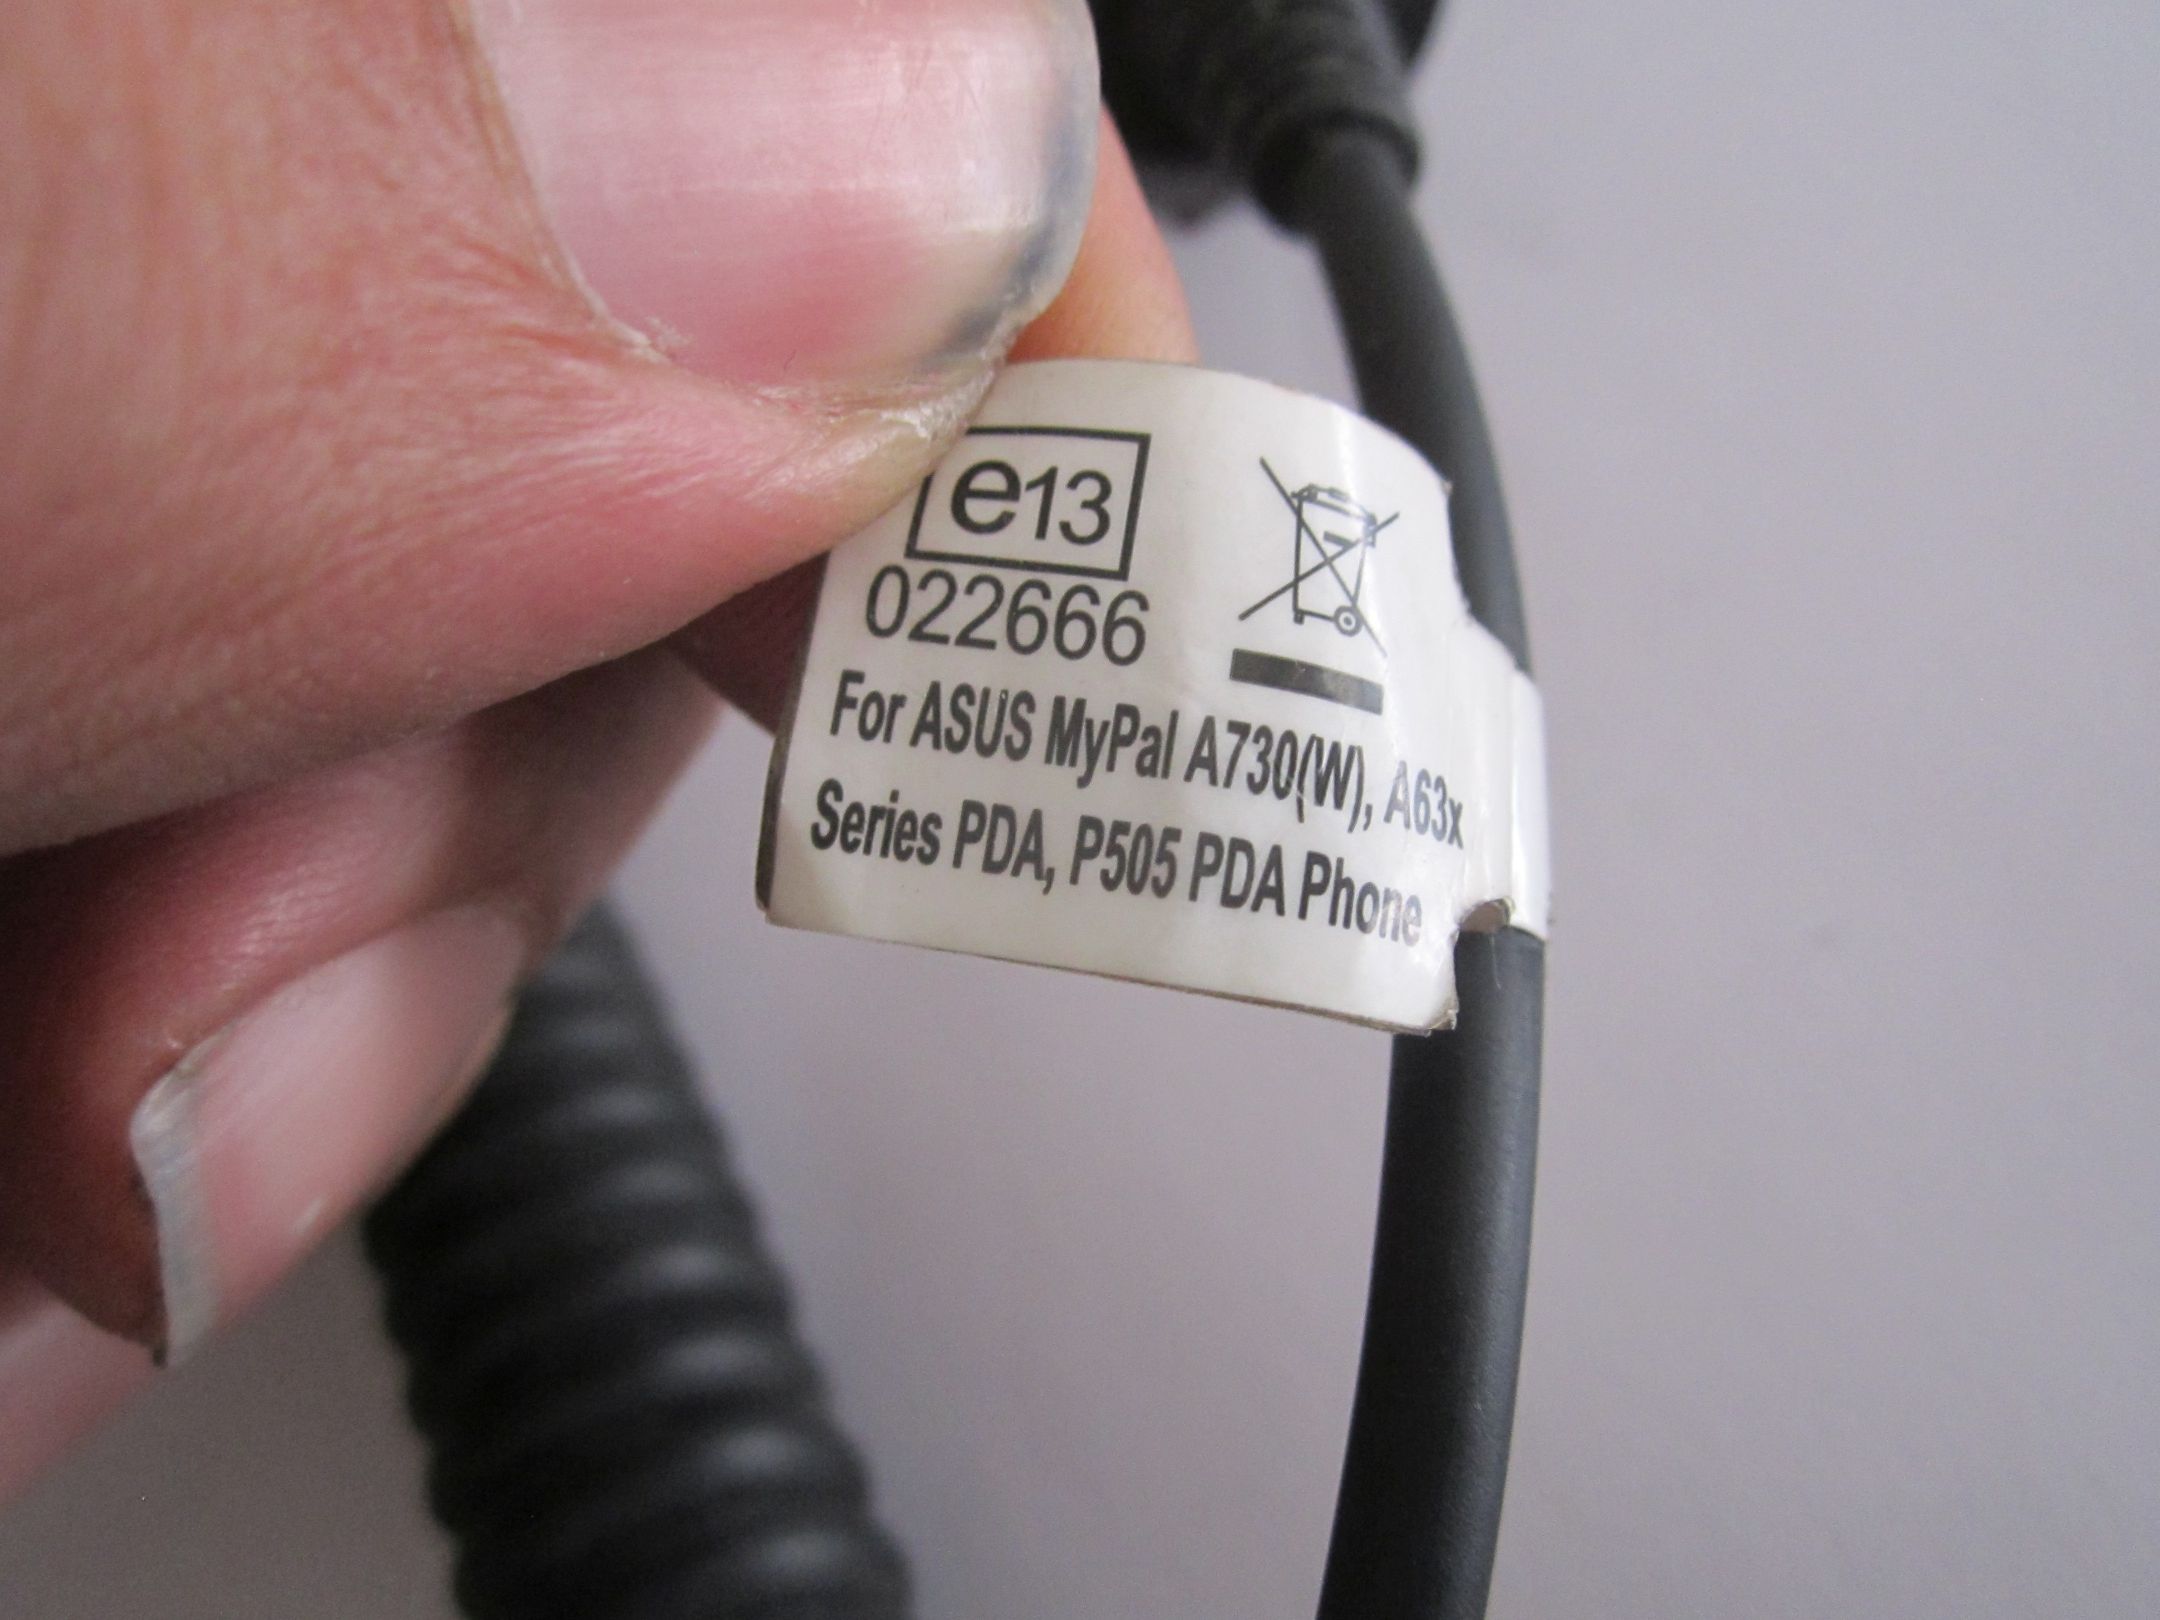 e13
022666
For ASUS MyPal A730(W), A63x
Series PDA, P505 PDA Phone